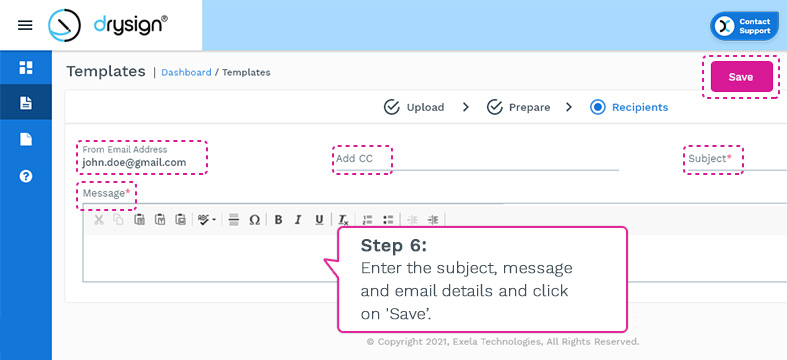 drysign®
Contact
Support
Templates | Dashboard / Templates
Save
Upload > Prepare > Recipients
From Email Address
john.doe@gmail.com
Add CC
Subject*
Message*
B I U
Step 6:
Enter the subject, message
and email details and click
on 'Save’.
© Copyright 2021, Exela Technologies, All Rights Reserved.